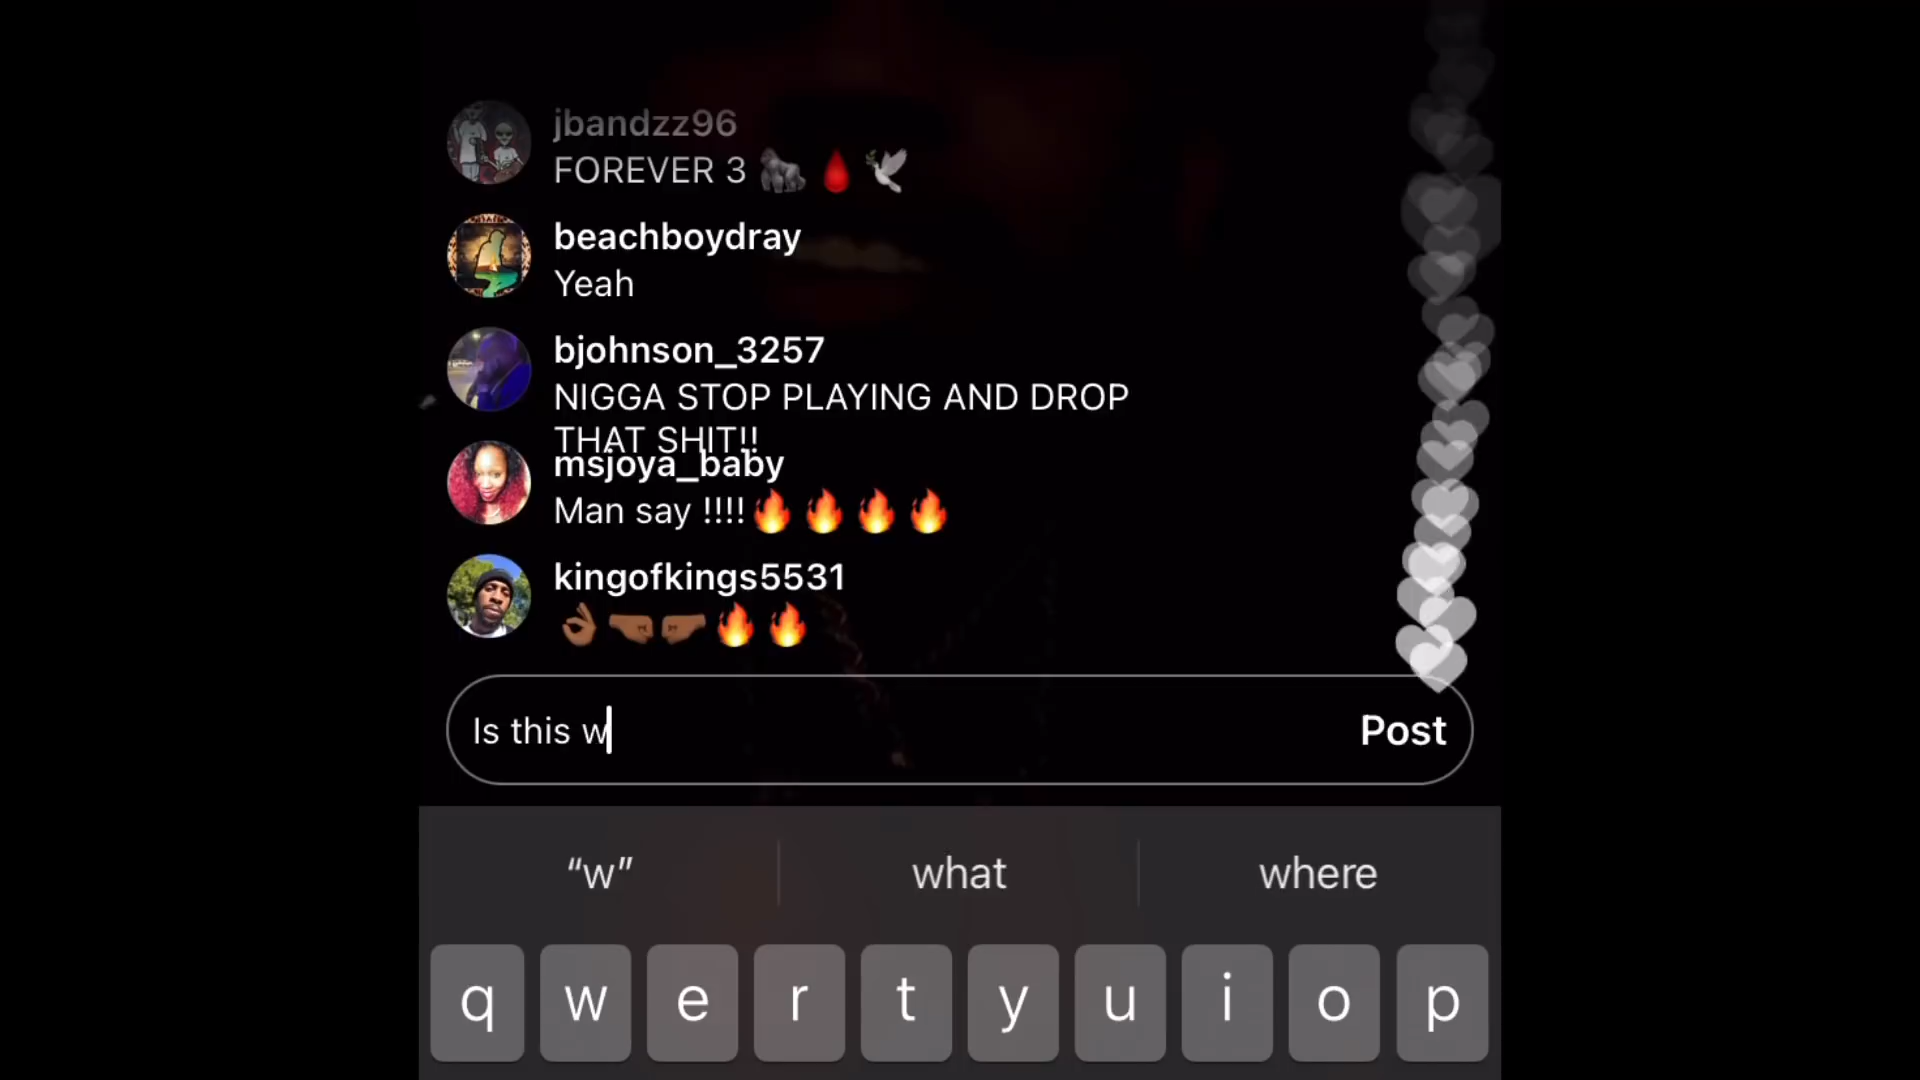 jbandzz96
FOREVER 3 🦍🩸🕊
beachboydray
Yeah
bjohnson_3257
NIGGA STOP PLAYING AND DROP
THAT SHIT!!
msjoya_baby
Man say !!!!🔥🔥🔥🔥
kingofkings5531
👌🏾🤜🏾🤛🏾🔥🔥
Is this w
Post
“w” what where
q w e r t y u i o p